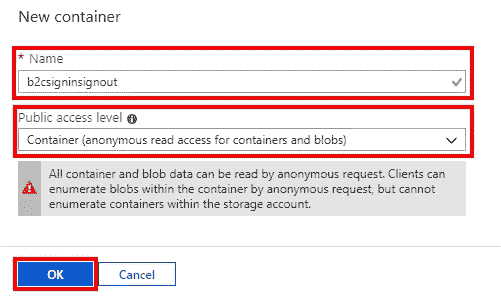 New container
* Name
b2csigninsignout
Public access level
Container (anonymous read access for containers and blobs)
All container and blob data can be read by anonymous request. Clients can
enumerate blobs within the container by anonymous request, but cannot
enumerate containers within the storage account.
OK
Cancel